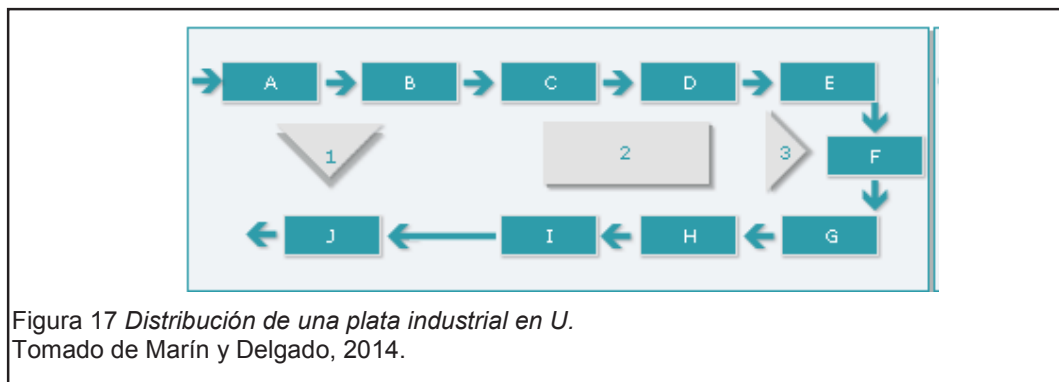 A B C D E
1 2 3 F
J I H G
Figura 17 Distribución de una plata industrial en U.
Tomado de Marín y Delgado, 2014.